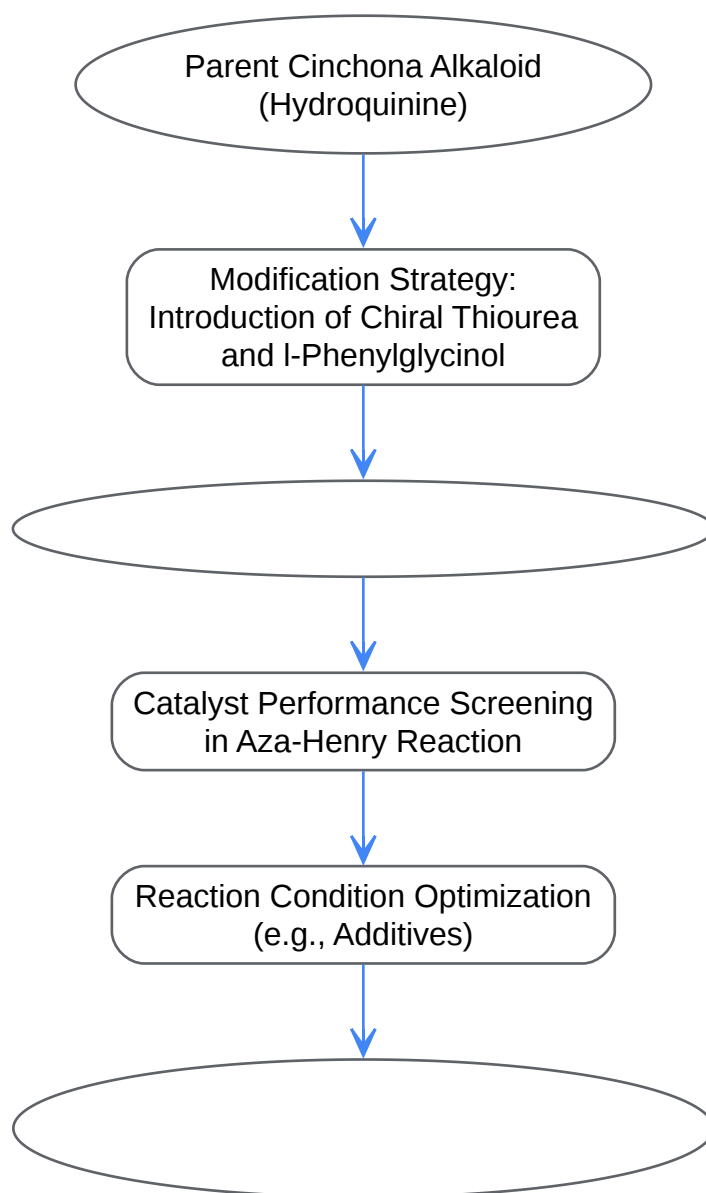 Parent Cinchona Alkaloid
(Hydroquinine)
Modification Strategy:
Introduction of Chiral Thiourea
and l-Phenylglycinol
Catalyst Performance Screening
in Aza-Henry Reaction
Reaction Condition Optimization
(e.g., Additives)